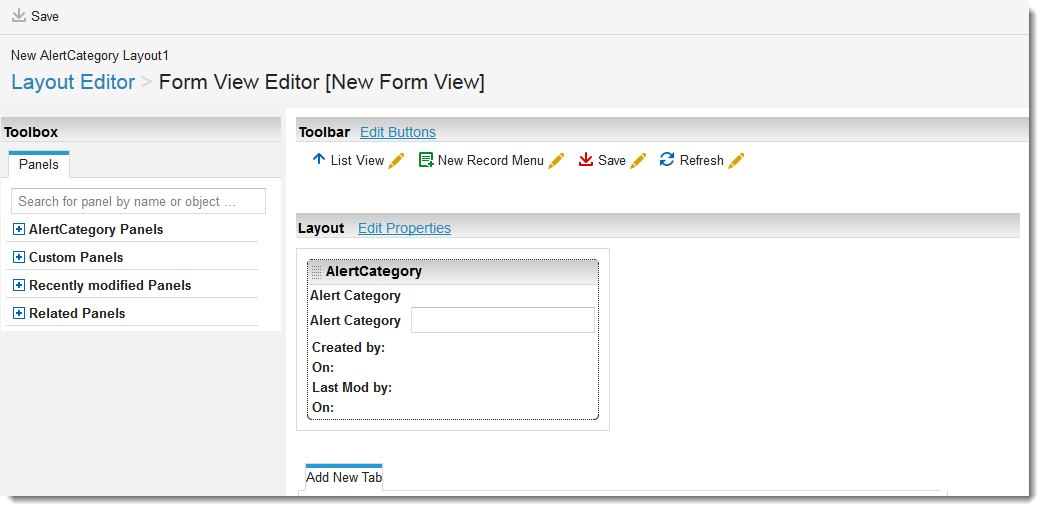 Save
New AlertCategory Layout1
Layout Editor > Form View Editor [New Form View]
Toolbox
Panels
Search for panel by name or object ...
AlertCategory Panels
Custom Panels
Recently modified Panels
Related Panels
Toolbar Edit Buttons
List View New Record Menu Save Refresh
Layout Edit Properties
AlertCategory
Alert Category
Alert Category
Created by:
On:
Last Mod by:
On:
Add New Tab